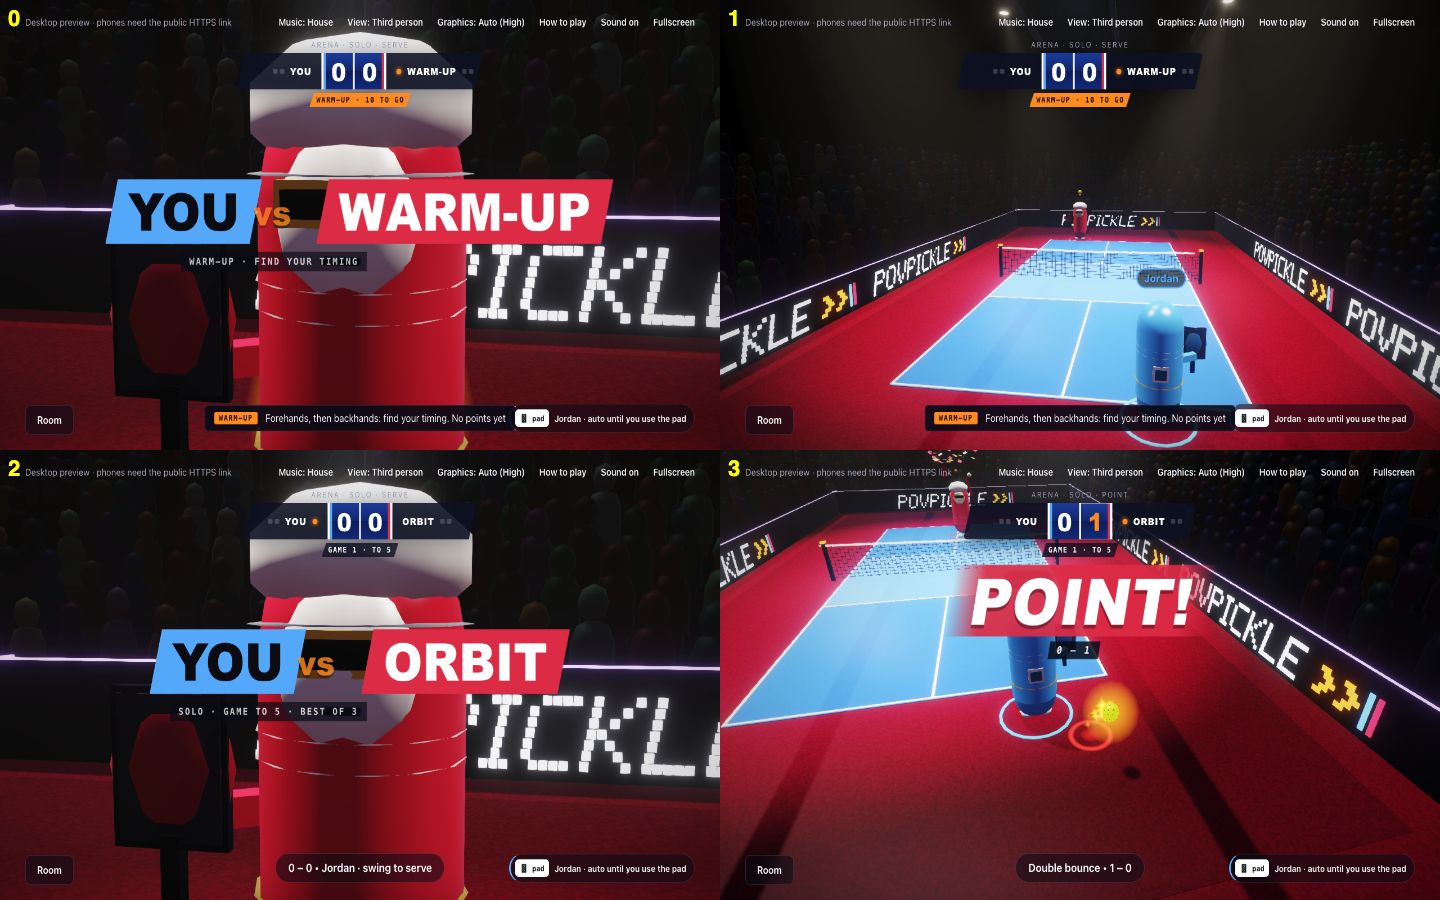 0 Desktop preview · phones need the public HTTPS link
Music: House View: Third person Graphics: Auto (High) How to play Sound on Fullscreen
ARENA · SOLO · SERVE
YOU 0 0 WARM-UP
WARM-UP · 10 TO GO
YOU vs WARM-UP
WARM-UP · FIND YOUR TIMING
PICKL
Room
WARM-UP Forehands, then backhands: find your timing. No points yet
pad Jordan · auto until you use the pad
1 Desktop preview · phones need the public HTTPS link
Music: House View: Third person Graphics: Auto (High) How to play Sound on Fullscreen
ARENA · SOLO · SERVE
YOU 0 0 WARM-UP
WARM-UP · 10 TO GO
P PICKLE
POVPICKLE
POVPICKLE
Jordan
CKLE
POVPIC
Room
WARM-UP Forehands, then backhands: find your timing. No points yet
pad Jordan · auto until you use the pad
2 Desktop preview · phones need the public HTTPS link
Music: House View: Third person Graphics: Auto (High) How to play Sound on Fullscreen
ARENA · SOLO · SERVE
YOU 0 0 ORBIT
GAME 1 · TO 5
YOU vs ORBIT
SOLO · GAME TO 5 · BEST OF 3
ICKL
Room
0 – 0 • Jordan · swing to serve
pad Jordan · auto until you use the pad
3 Desktop preview · phones need the public HTTPS link
Music: House View: Third person Graphics: Auto (High) How to play Sound on Fullscreen
ARENA · SOLO · POINT
POVPIC E
YOU 0 1 ORBIT
GAME 1 · TO 5
CKLE
KLE
POINT!
OVPICKLE
0 – 1
Room
Double bounce • 1 – 0
pad Jordan · auto until you use the pad